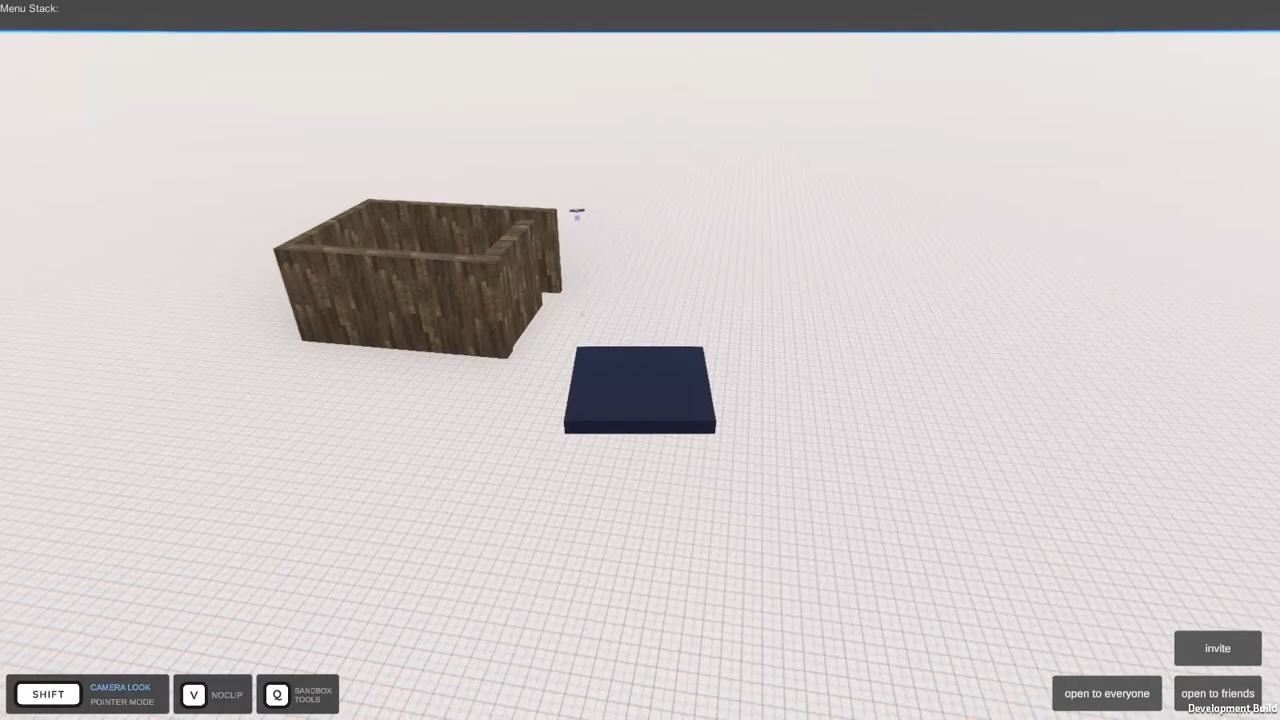 Menu Stack:
invite
SHIFT
CAMERA LOOK
POINTER MODE
V
NOCLIP
Q
SANDBOX
TOOLS
open to everyone
open to friends
Development Build